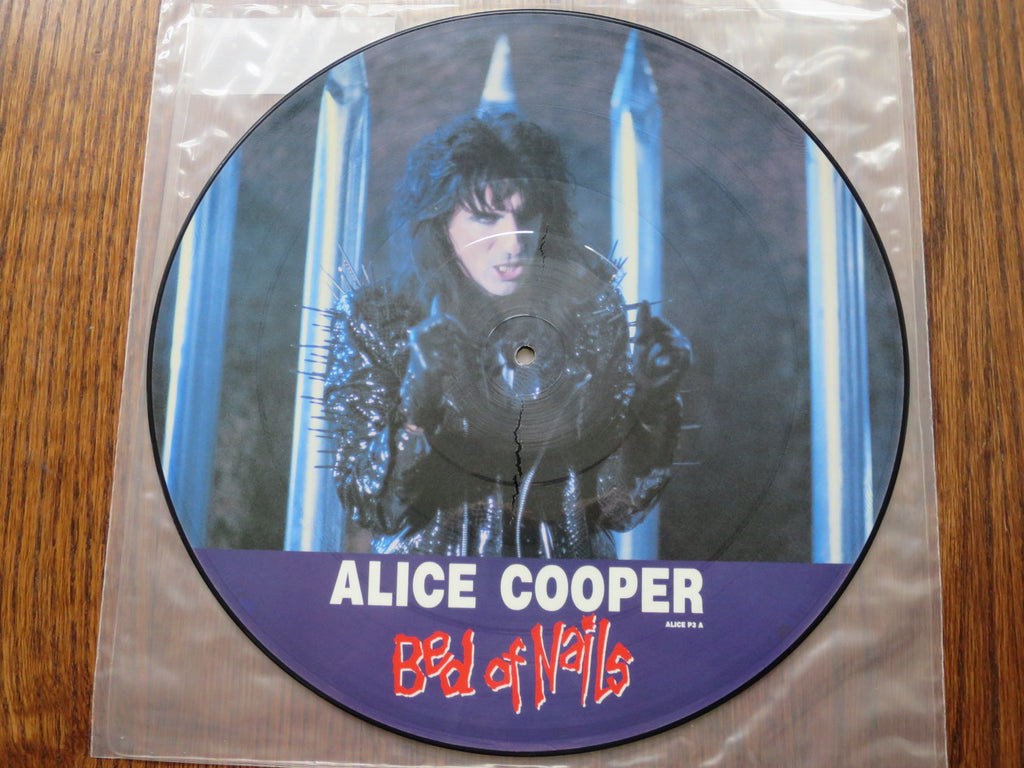 ALICE COOPER
ALICE P3 A
Bed of Nails